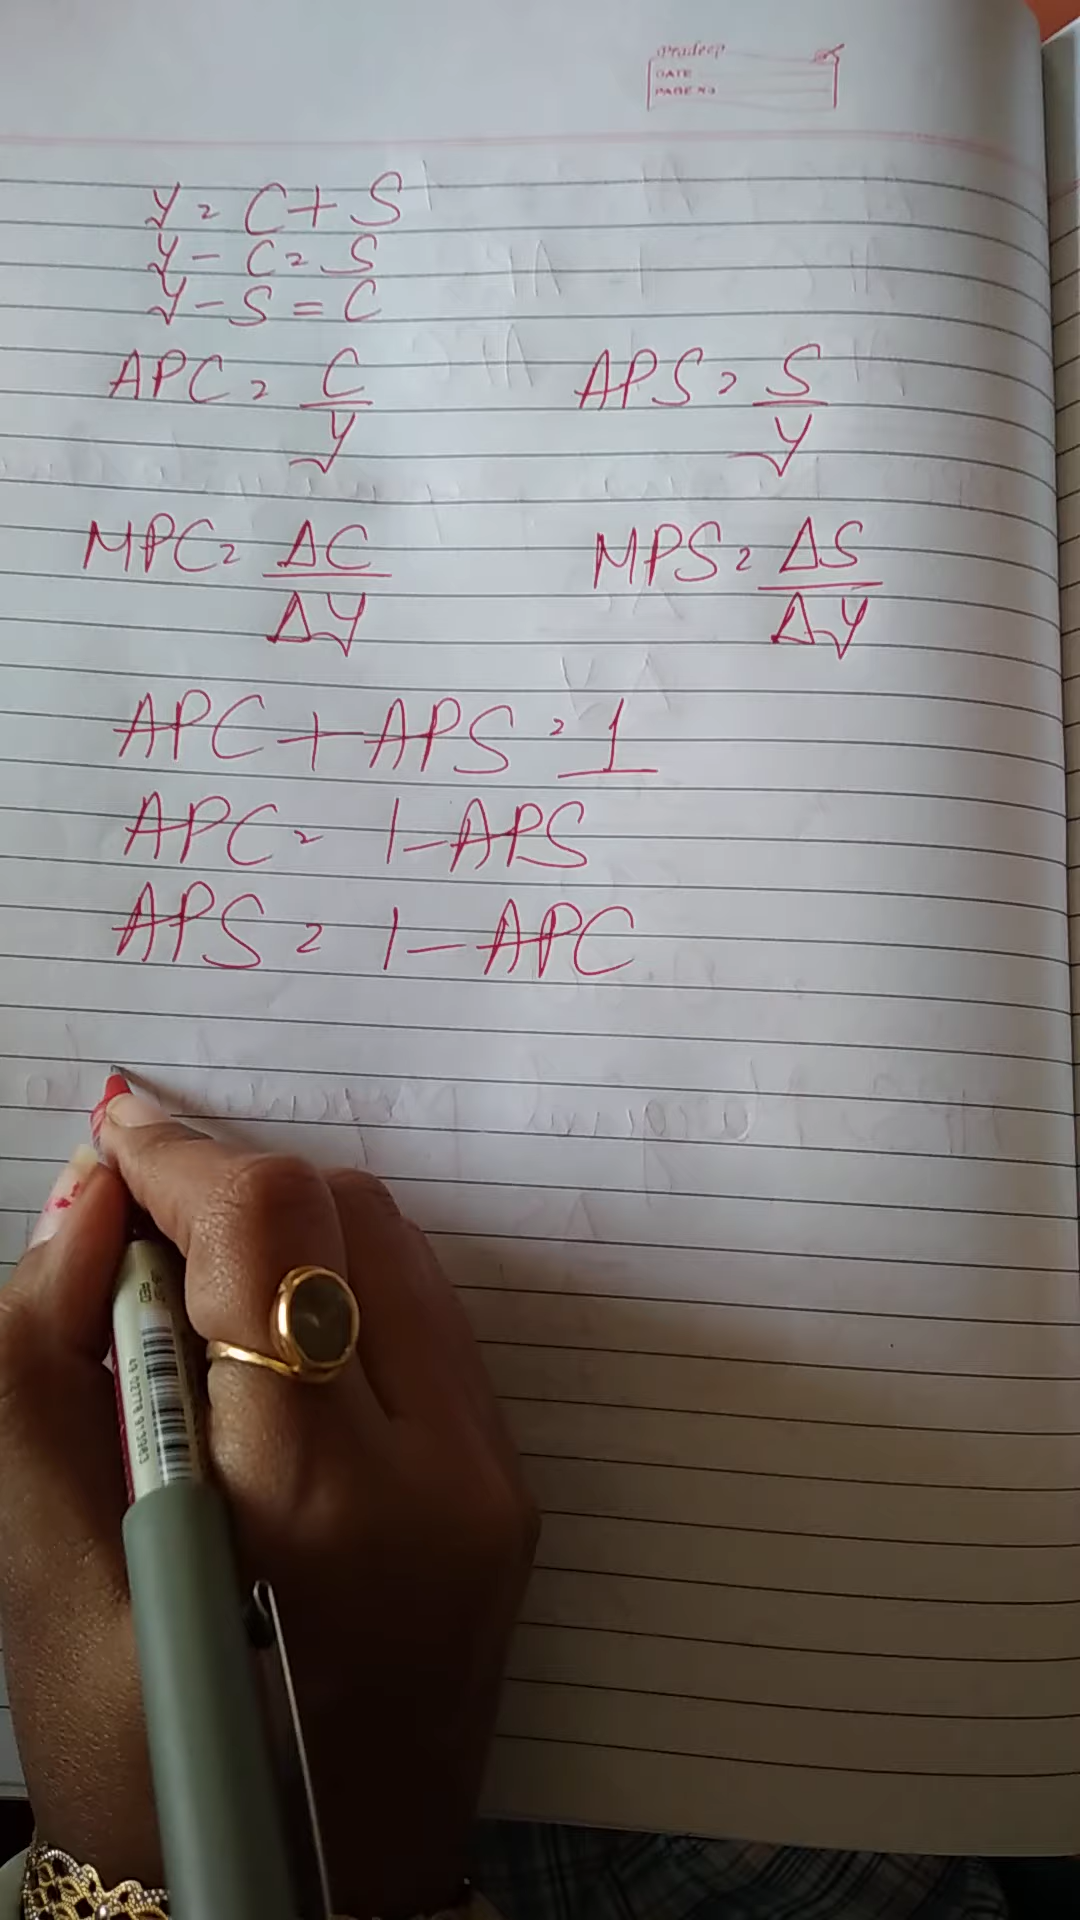 Pradeep
DATE
PAGE No
Y = C + S
Y - C = S
Y - S = C
APC = C/Y APS = S/Y
MPC = ΔC/ΔY MPS = ΔS/ΔY
APC + APS = 1
APC = 1 - APS
APS = 1 - APC
RED